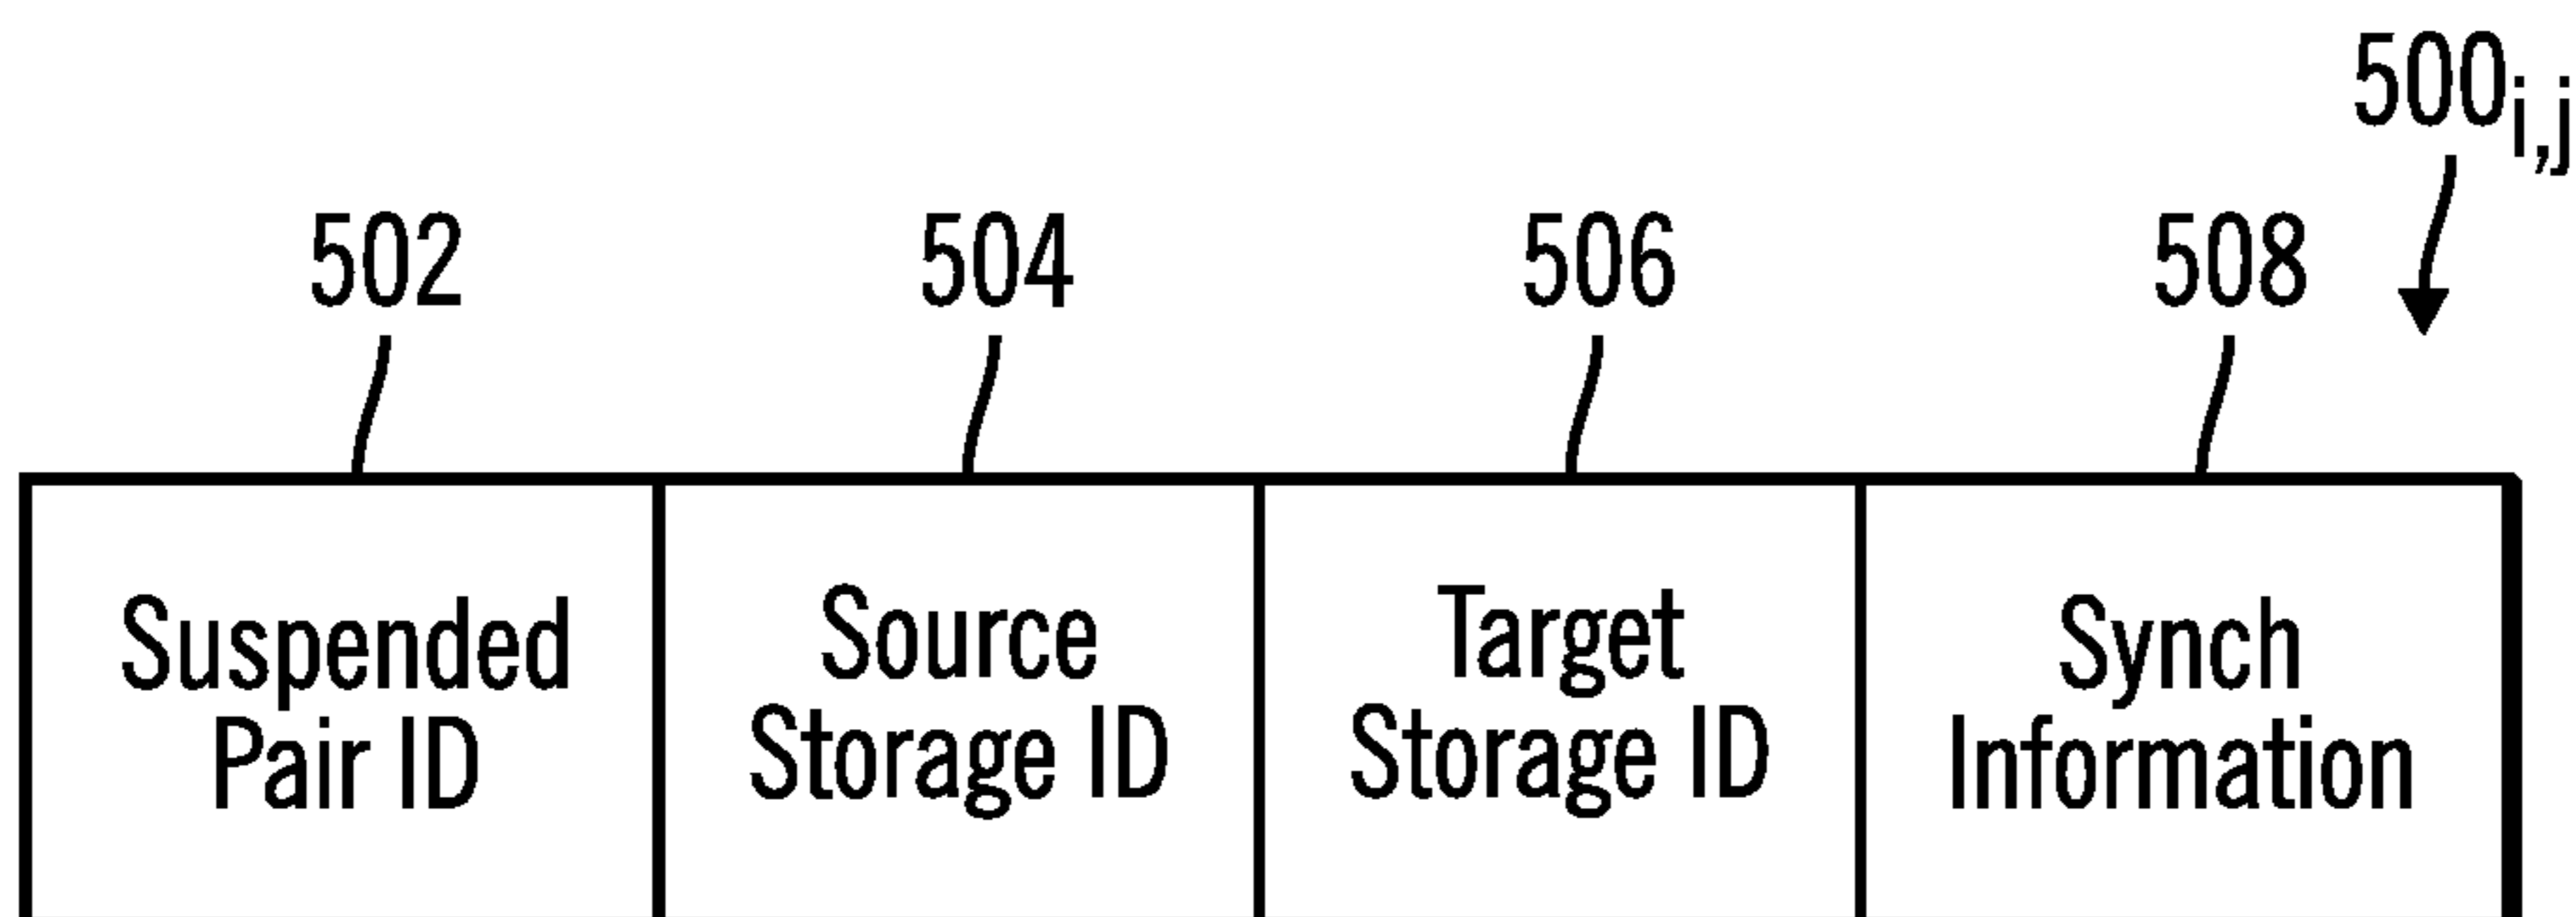 500i,j
502 504 506 508
Suspended Pair ID
Source Storage ID
Target Storage ID
Synch Information